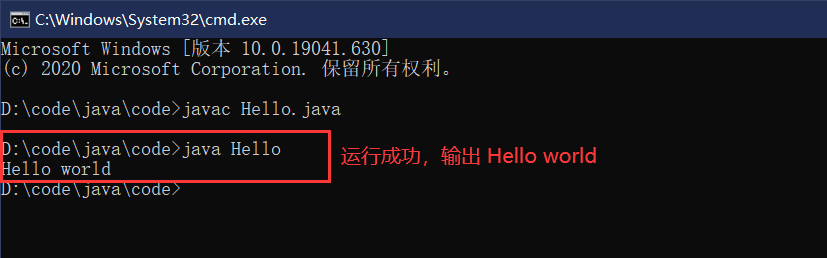 C:\Windows\System32\cmd.exe
Microsoft Windows [版本 10.0.19041.630]
(c) 2020 Microsoft Corporation. 保留所有权利。
D:\code\java\code>javac Hello.java
D:\code\java\code>java Hello
Hello world
运行成功，输出 Hello world
D:\code\java\code>